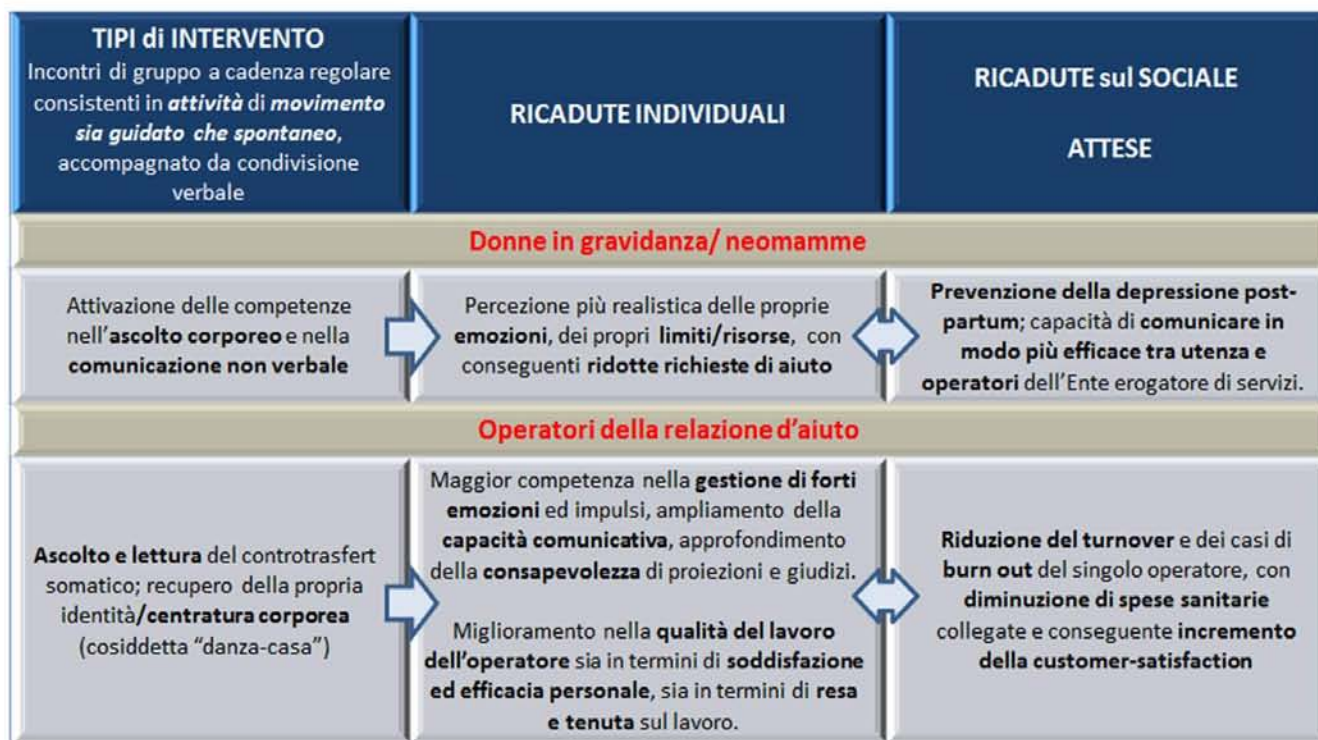 TIPI di INTERVENTO
Incontri di gruppo a cadenza regolare
consistenti in attività di movimento
sia guidato che spontaneo,
accompagnato da condivisione
verbale
RICADUTE INDIVIDUALI
RICADUTE sul SOCIALE
ATTESE
Donne in gravidanza/ neomamme
Attivazione delle competenze
nell'ascolto corporeo e nella
comunicazione non verbale
Percezione più realistica delle proprie
emozioni, dei propri limiti/risorse, con
conseguenti ridotte richieste di aiuto
Prevenzione della depressione post-
partum; capacità di comunicare in
modo più efficace tra utenza e
operatori dell'Ente erogatore di servizi.
Operatori della relazione d'aiuto
Ascolto e lettura del controtrasfert
somatico; recupero della propria
identità/centratura corporea
(cosiddetta "danza-casa")
Maggior competenza nella gestione di forti
emozioni ed impulsi, ampliamento della
capacità comunicativa, approfondimento
della consapevolezza di proiezioni e giudizi.
Miglioramento nella qualità del lavoro
dell'operatore sia in termini di soddisfazione
ed efficacia personale, sia in termini di resa
e tenuta sul lavoro.
Riduzione del turnover e dei casi di
burn out del singolo operatore, con
diminuzione di spese sanitarie
collegate e conseguente incremento
della customer-satisfaction